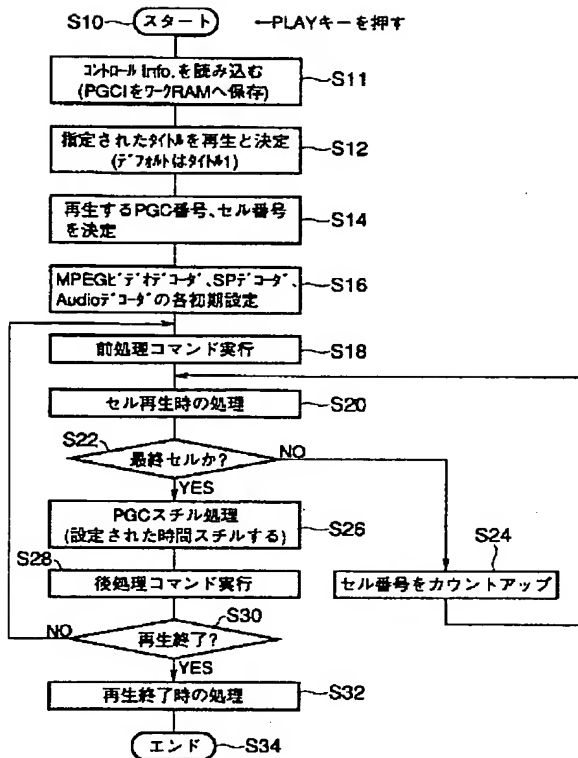 S10 スタート ←PLAYキーを押す
コントロール Info.を読み込む
(PGCIをワークRAMへ保存) S11
指定されたタイトルを再生と決定
(デフォルトはタイトル1) S12
再生するPGC番号、セル番号
を決定 S14
MPEGビデオデコーダ、SPデコーダ、
Audioデコーダの各初期設定 S16
前処理コマンド実行 S18
セル再生時の処理 S20
S22 最終セルか? NO
YES
PGCスチル処理
(設定された時間スチルする) S26
S24
セル番号をカウントアップ
S28 後処理コマンド実行
S30
NO 再生終了?
YES
再生終了時の処理 S32
エンド S34